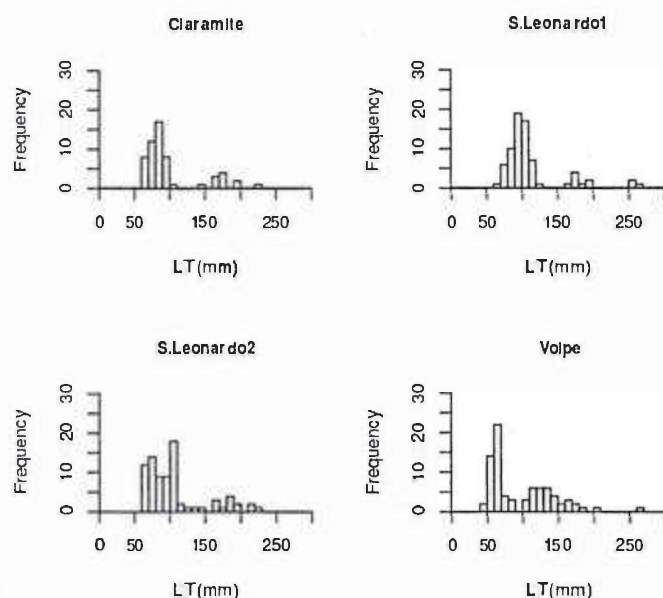 Ciaramite
S.Leonardo1
Frequency
0 10 20 30
0 50 150 250
LT(mm)
Frequency
0 10 20 30
0 50 150 250
LT(mm)
S.Leonardo2
Volpe
Frequency
0 10 20 30
0 50 150 250
LT(mm)
Frequency
0 10 20 30
0 50 150 250
LT(mm)